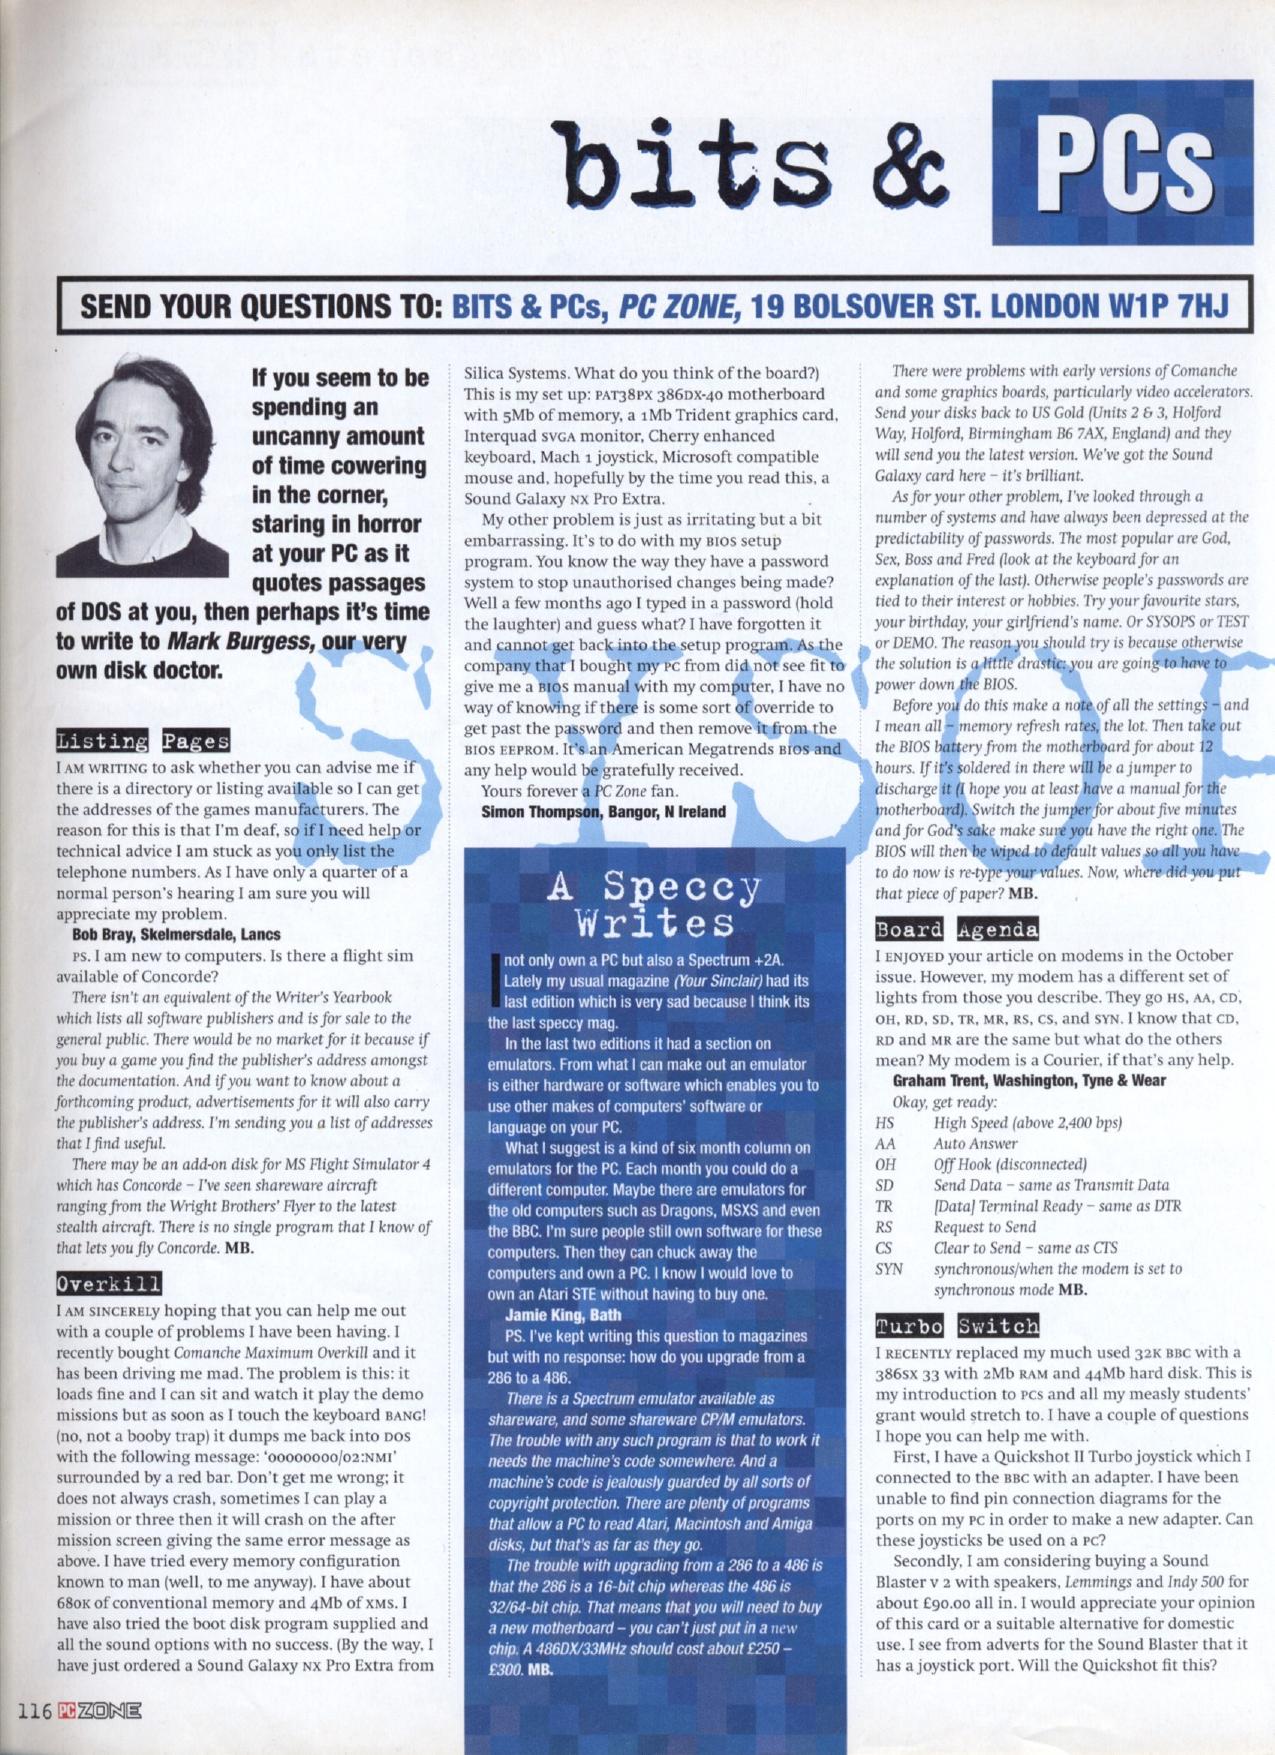 bits & PCs
SEND YOUR QUESTIONS TO: BITS & PCs, PC ZONE, 19 BOLSOVER ST. LONDON W1P 7HJ
If you seem to be
spending an
uncanny amount
of time cowering
in the corner,
staring in horror
at your PC as it
quotes passages
of DOS at you, then perhaps it's time
to write to Mark Burgess, our very
own disk doctor.
Listing Pages
I AM WRITING to ask whether you can advise me if
there is a directory or listing available so I can get
the addresses of the games manufacturers. The
reason for this is that I'm deaf, so if I need help or
technical advice I am stuck as you only list the
telephone numbers. As I have only a quarter of a
normal person's hearing I am sure you will
appreciate my problem.
Bob Bray, Skelmersdale, Lancs
PS. I am new to computers. Is there a flight sim
available of Concorde?
There isn't an equivalent of the Writer's Yearbook
which lists all software publishers and is for sale to the
general public. There would be no market for it because if
you buy a game you find the publisher's address amongst
the documentation. And if you want to know about a
forthcoming product, advertisements for it will also carry
the publisher's address. I'm sending you a list of addresses
that I find useful.
There may be an add-on disk for MS Flight Simulator 4
which has Concorde – I've seen shareware aircraft
ranging from the Wright Brothers' Flyer to the latest
stealth aircraft. There is no single program that I know of
that lets you fly Concorde. MB.
Overkill
I AM SINCERELY hoping that you can help me out
with a couple of problems I have been having. I
recently bought Comanche Maximum Overkill and it
has been driving me mad. The problem is this: it
loads fine and I can sit and watch it play the demo
missions but as soon as I touch the keyboard BANG!
(no, not a booby trap) it dumps me back into DOS
with the following message: '00000000/02:NMI'
surrounded by a red bar. Don't get me wrong; it
does not always crash, sometimes I can play a
mission or three then it will crash on the after
mission screen giving the same error message as
above. I have tried every memory configuration
known to man (well, to me anyway). I have about
680K of conventional memory and 4Mb of XMS. I
have also tried the boot disk program supplied and
all the sound options with no success. (By the way, I
have just ordered a Sound Galaxy NX Pro Extra from
Silica Systems. What do you think of the board?)
This is my set up: PAT38PX 386DX-40 motherboard
with 5Mb of memory, a 1Mb Trident graphics card,
Interquad SVGA monitor, Cherry enhanced
keyboard, Mach 1 joystick, Microsoft compatible
mouse and, hopefully by the time you read this, a
Sound Galaxy NX Pro Extra.
My other problem is just as irritating but a bit
embarrassing. It's to do with my BIOS setup
program. You know the way they have a password
system to stop unauthorised changes being made?
Well a few months ago I typed in a password (hold
the laughter) and guess what? I have forgotten it
and cannot get back into the setup program. As the
company that I bought my PC from did not see fit to
give me a BIOS manual with my computer, I have no
way of knowing if there is some sort of override to
get past the password and then remove it from the
BIOS EEPROM. It's an American Megatrends BIOS and
any help would be gratefully received.
Yours forever a PC Zone fan.
Simon Thompson, Bangor, N Ireland
A Speccy
Writes
I not only own a PC but also a Spectrum +2A.
Lately my usual magazine (Your Sinclair) had its
last edition which is very sad because I think its
the last speccy mag.
In the last two editions it had a section on
emulators. From what I can make out an emulator
is either hardware or software which enables you to
use other makes of computers' software or
language on your PC.
What I suggest is a kind of six month column on
emulators for the PC. Each month you could do a
different computer. Maybe there are emulators for
the old computers such as Dragons, MSXS and even
the BBC. I'm sure people still own software for these
computers. Then they can chuck away the
computers and own a PC. I know I would love to
own an Atari STE without having to buy one.
Jamie King, Bath
PS. I've kept writing this question to magazines
but with no response: how do you upgrade from a
286 to a 486.
There is a Spectrum emulator available as
shareware, and some shareware CP/M emulators.
The trouble with any such program is that to work it
needs the machine's code somewhere. And a
machine's code is jealously guarded by all sorts of
copyright protection. There are plenty of programs
that allow a PC to read Atari, Macintosh and Amiga
disks, but that's as far as they go.
The trouble with upgrading from a 286 to a 486 is
that the 286 is a 16-bit chip whereas the 486 is
32/64-bit chip. That means that you will need to buy
a new motherboard – you can't just put in a new
chip. A 486DX/33MHz should cost about £250 –
£300. MB.
There were problems with early versions of Comanche
and some graphics boards, particularly video accelerators.
Send your disks back to US Gold (Units 2 & 3, Holford
Way, Holford, Birmingham B6 7AX, England) and they
will send you the latest version. We've got the Sound
Galaxy card here – it's brilliant.
As for your other problem, I've looked through a
number of systems and have always been depressed at the
predictability of passwords. The most popular are God,
Sex, Boss and Fred (look at the keyboard for an
explanation of the last). Otherwise people's passwords are
tied to their interest or hobbies. Try your favourite stars,
your birthday, your girlfriend's name. Or SYSOPS or TEST
or DEMO. The reason you should try is because otherwise
the solution is a little drastic: you are going to have to
power down the BIOS.
Before you do this make a note of all the settings – and
I mean all – memory refresh rates, the lot. Then take out
the BIOS battery from the motherboard for about 12
hours. If it's soldered in there will be a jumper to
discharge it (I hope you at least have a manual for the
motherboard). Switch the jumper for about five minutes
and for God's sake make sure you have the right one. The
BIOS will then be wiped to default values so all you have
to do now is re-type your values. Now, where did you put
that piece of paper? MB.
Board Agenda
I ENJOYED your article on modems in the October
issue. However, my modem has a different set of
lights from those you describe. They go HS, AA, CD,
OH, RD, SD, TR, MR, RS, CS, and SYN. I know that CD,
RD and MR are the same but what do the others
mean? My modem is a Courier, if that's any help.
Graham Trent, Washington, Tyne & Wear
Okay, get ready:
HS High Speed (above 2,400 bps)
AA Auto Answer
OH Off Hook (disconnected)
SD Send Data – same as Transmit Data
TR [Data] Terminal Ready – same as DTR
RS Request to Send
CS Clear to Send – same as CTS
SYN synchronous/when the modem is set to
synchronous mode MB.
Turbo Switch
I RECENTLY replaced my much used 32K BBC with a
386SX 33 with 2Mb RAM and 44Mb hard disk. This is
my introduction to PCs and all my measly students'
grant would stretch to. I have a couple of questions
I hope you can help me with.
First, I have a Quickshot II Turbo joystick which I
connected to the BBC with an adapter. I have been
unable to find pin connection diagrams for the
ports on my PC in order to make a new adapter. Can
these joysticks be used on a PC?
Secondly, I am considering buying a Sound
Blaster v 2 with speakers, Lemmings and Indy 500 for
about £90.00 all in. I would appreciate your opinion
of this card or a suitable alternative for domestic
use. I see from adverts for the Sound Blaster that it
has a joystick port. Will the Quickshot fit this?
116 PC ZONE